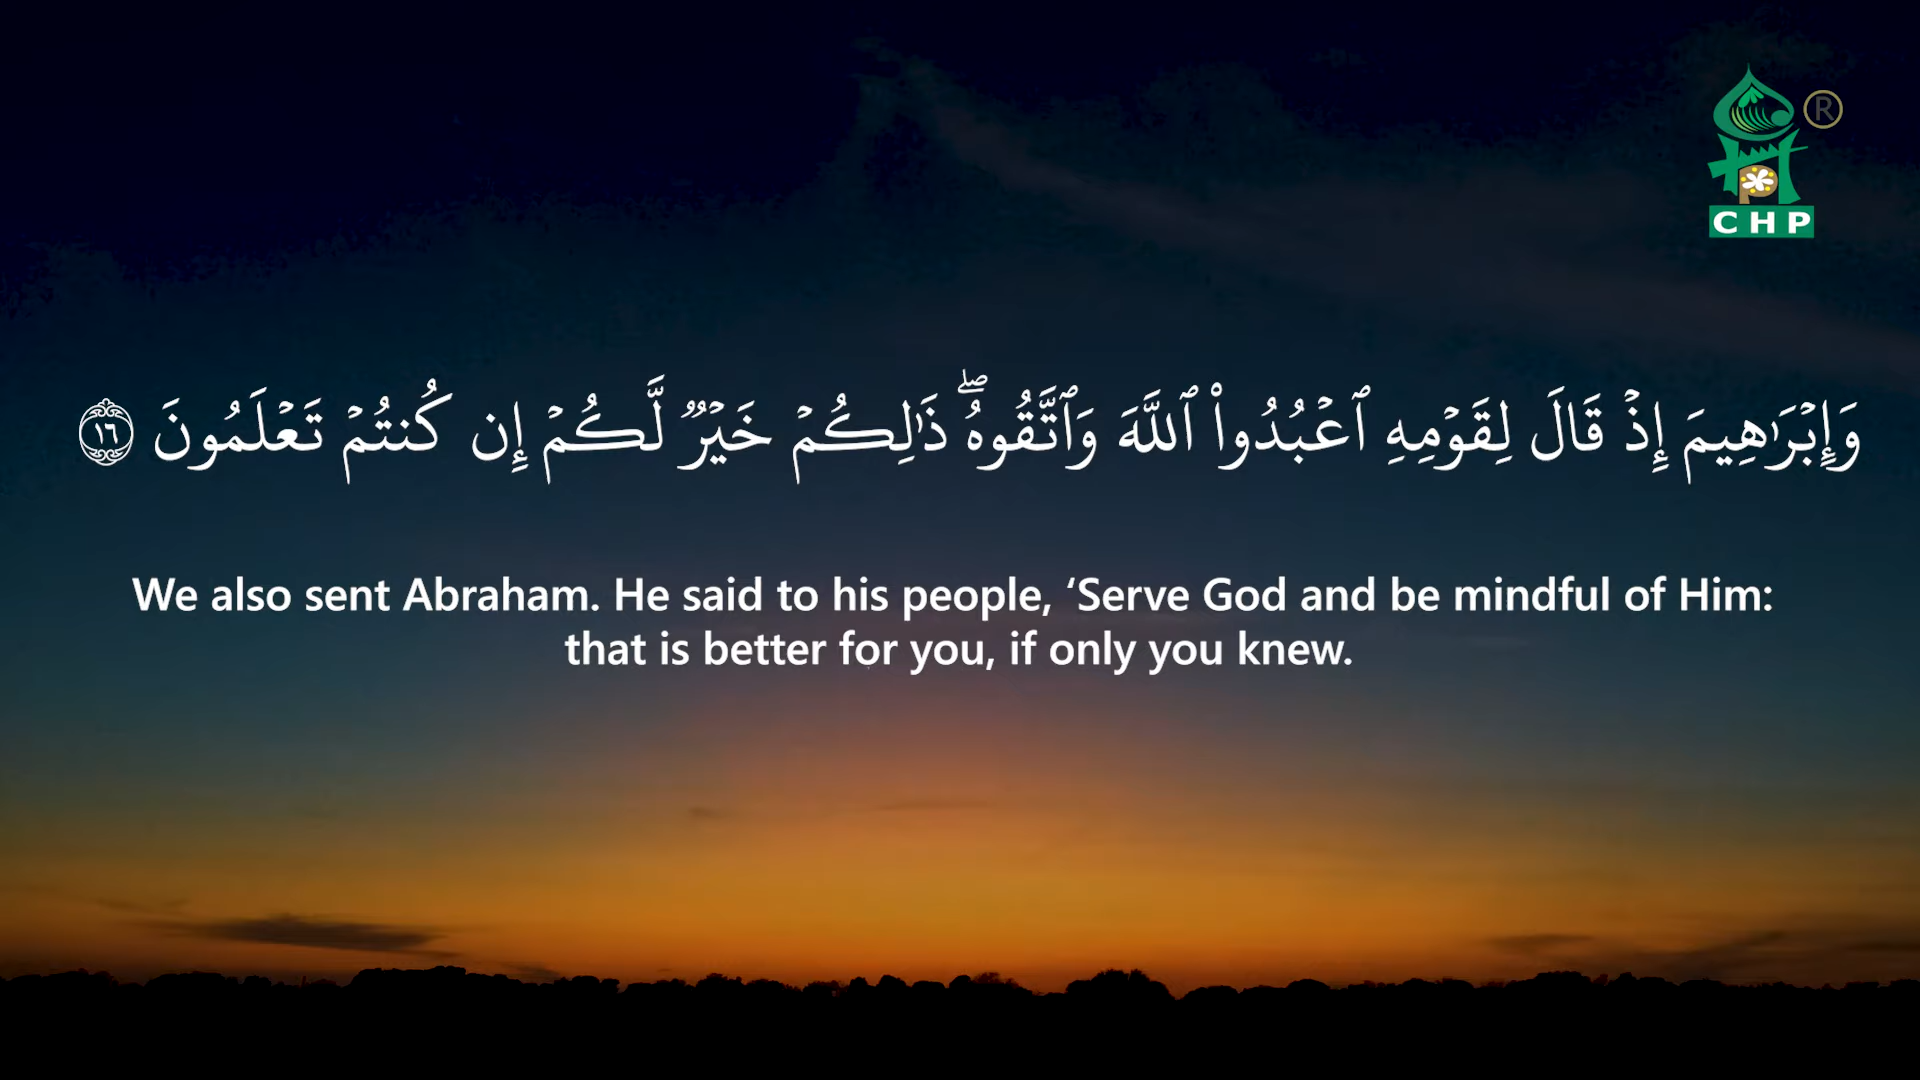 CHP
®
وَإِبۡرَٰهِيمَ إِذۡ قَالَ لِقَوۡمِهِ ٱعۡبُدُواْ ٱللَّهَ وَٱتَّقُوهُۖ ذَٰلِكُمۡ خَيۡرٞ لَّكُمۡ إِن كُنتُمۡ تَعۡلَمُونَ ١٦
We also sent Abraham. He said to his people, ‘Serve God and be mindful of Him:
that is better for you, if only you knew.